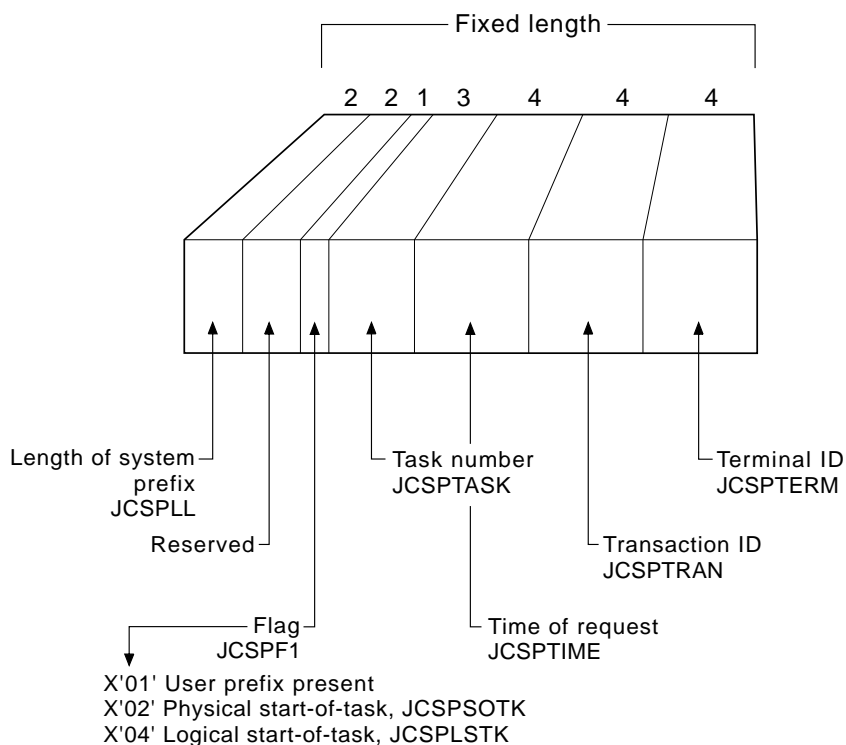 Fixed length
2 2 1 3 4 4 4
Length of system
prefix
JCSPLL
Reserved
Flag
JCSPF1
Task number
JCSPTASK
Time of request
JCSPTIME
Transaction ID
JCSPTRAN
Terminal ID
JCSPTERM
X'01' User prefix present
X'02' Physical start-of-task, JCSPSOTK
X'04' Logical start-of-task, JCSPLSTK